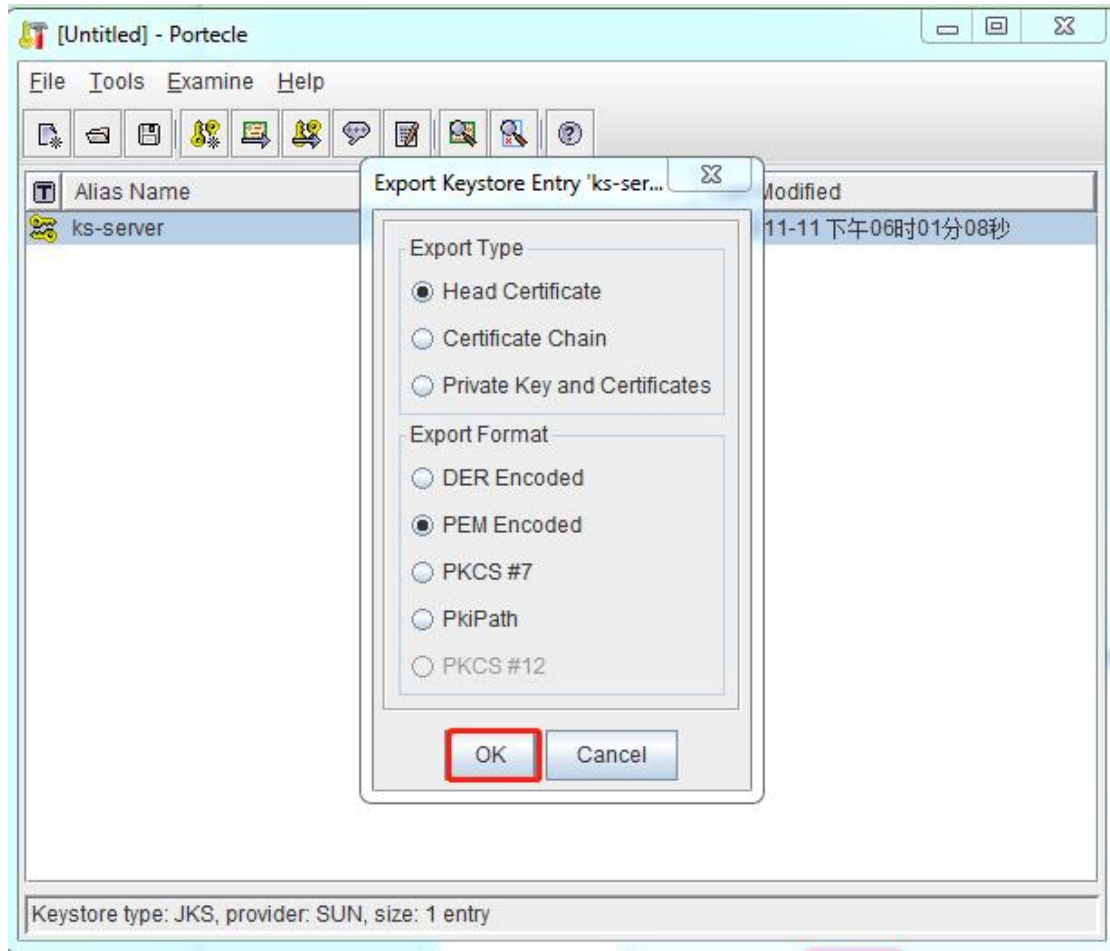 [Untitled] - Portecle
File Tools Examine Help
T Alias Name Modified
ks-server 11-11 下午06时01分08秒
Export Keystore Entry 'ks-ser...
Export Type
Head Certificate
Certificate Chain
Private Key and Certificates
Export Format
DER Encoded
PEM Encoded
PKCS #7
PkiPath
PKCS #12
OK Cancel
Keystore type: JKS, provider: SUN, size: 1 entry